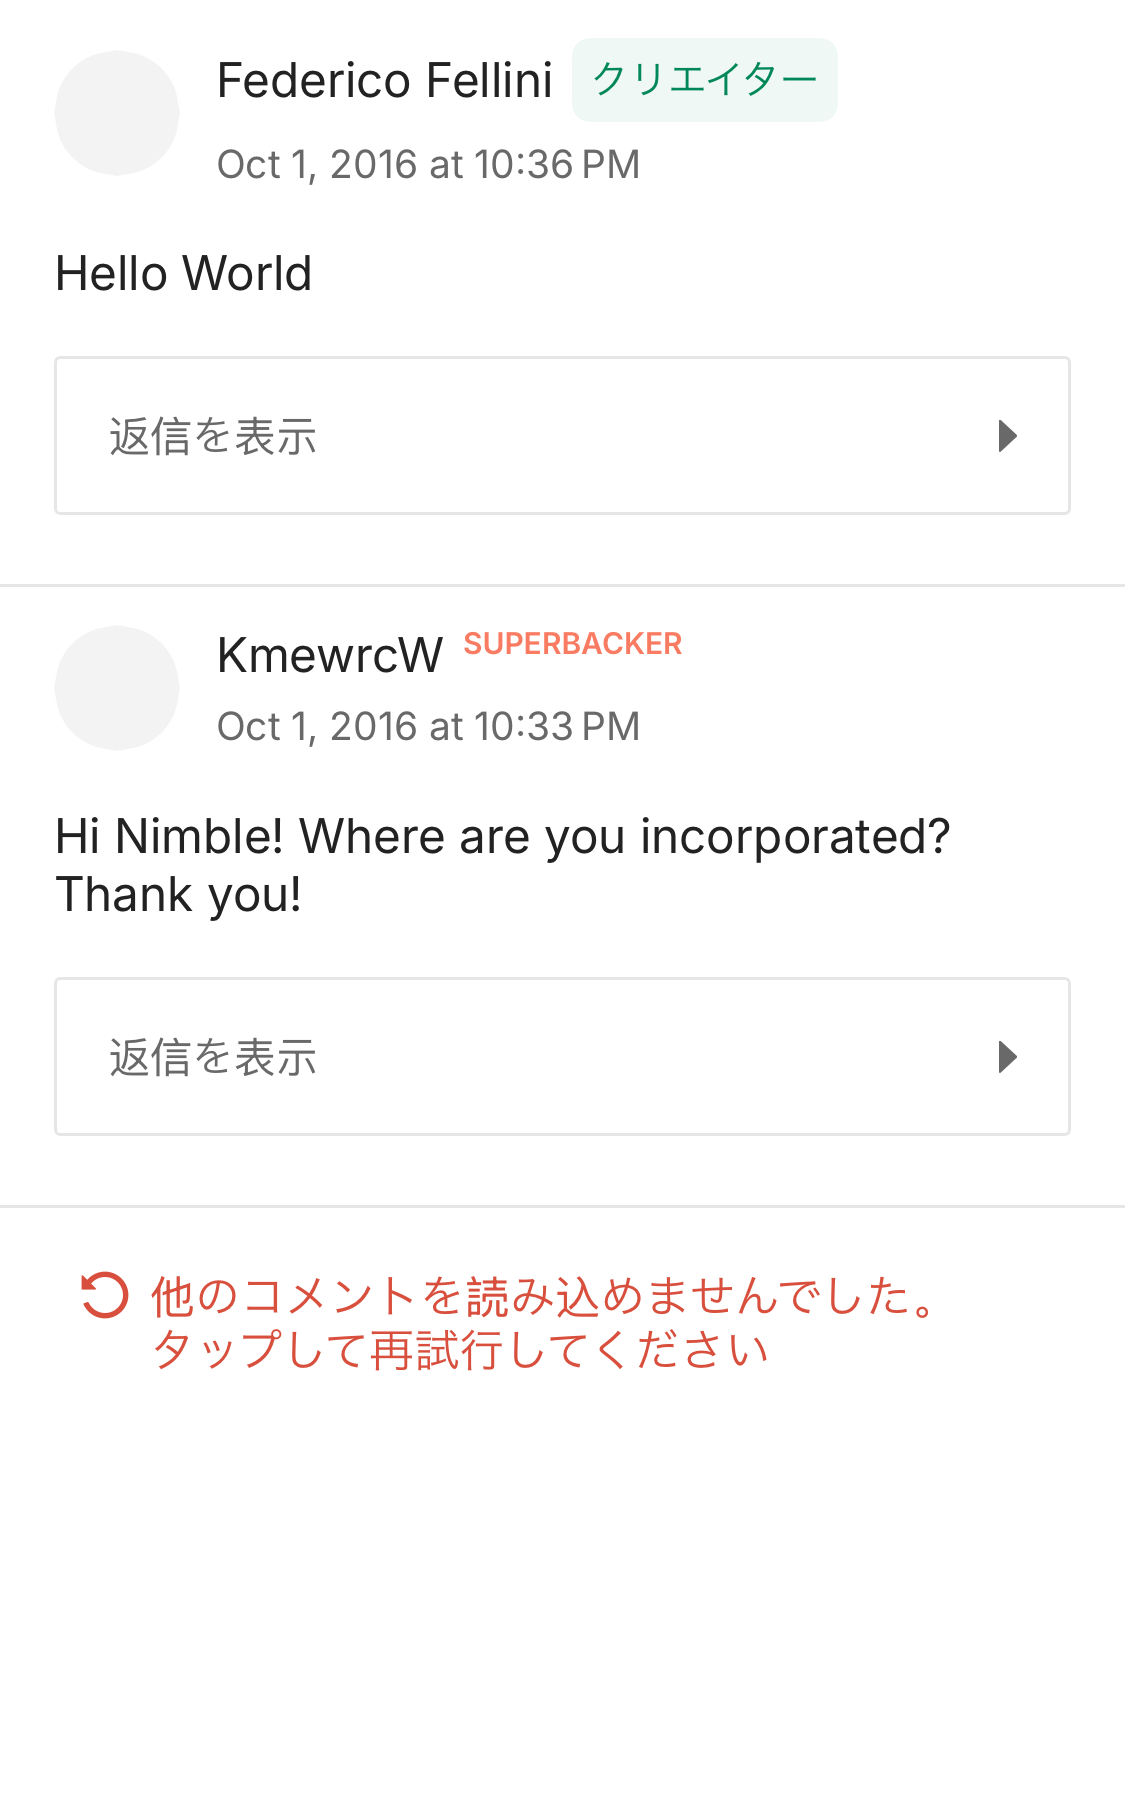 Federico Fellini クリエイター
Oct 1, 2016 at 10:36 PM
Hello World
返信を表示
KmewrcW SUPERBACKER
Oct 1, 2016 at 10:33 PM
Hi Nimble! Where are you incorporated?
Thank you!
返信を表示
他のコメントを読み込めませんでした。
タップして再試行してください